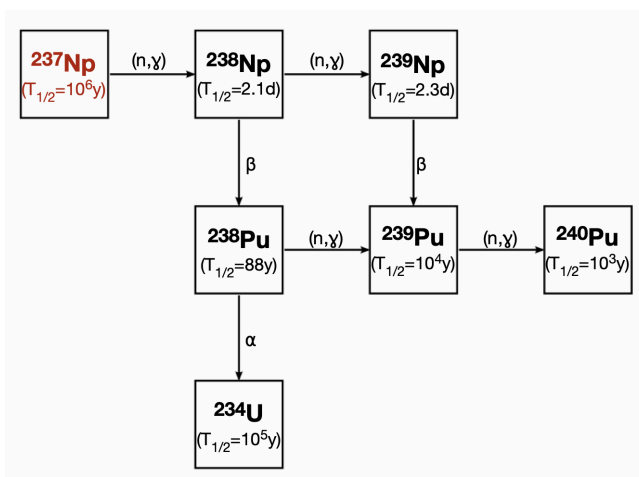 ²³⁷Np (n,ɣ) ²³⁸Np (n,ɣ) ²³⁹Np
(T₁/₂=10⁶y) (T₁/₂=2.1d) (T₁/₂=2.3d)
β β
²³⁸Pu (n,ɣ) ²³⁹Pu (n,ɣ) ²⁴⁰Pu
(T₁/₂=88y) (T₁/₂=10⁴y) (T₁/₂=10³y)
α
²³⁴U
(T₁/₂=10⁵y)